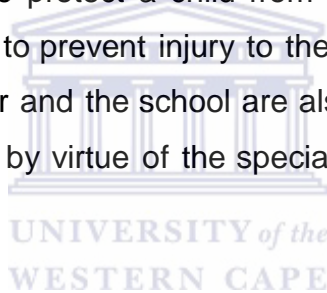 protect a child from
to prevent injury to the
r and the school are als
by virtue of the specia
UNIVERSITY of the
WESTERN CAPE